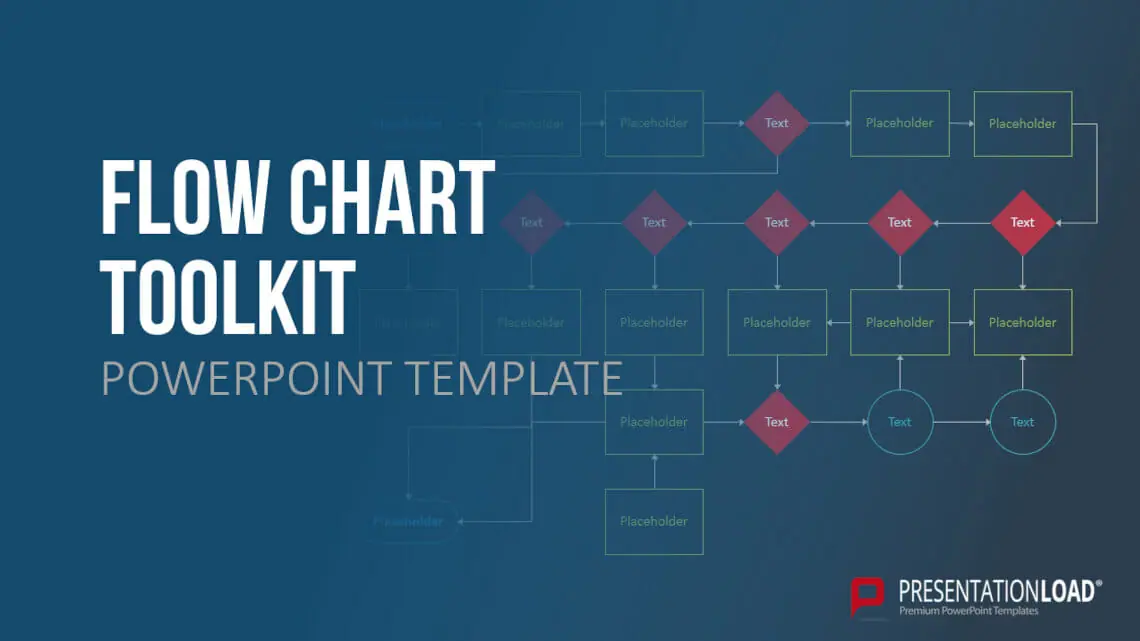 Placeholder Placeholder Placeholder Text Placeholder Placeholder
FLOW CHART
TOOLKIT
POWERPOINT TEMPLATE
Text Text Text Text Text
Placeholder Placeholder Placeholder Placeholder Placeholder
Placeholder Text Text Text
Placeholder Placeholder
PRESENTATIONLOAD®
Premium PowerPoint Templates